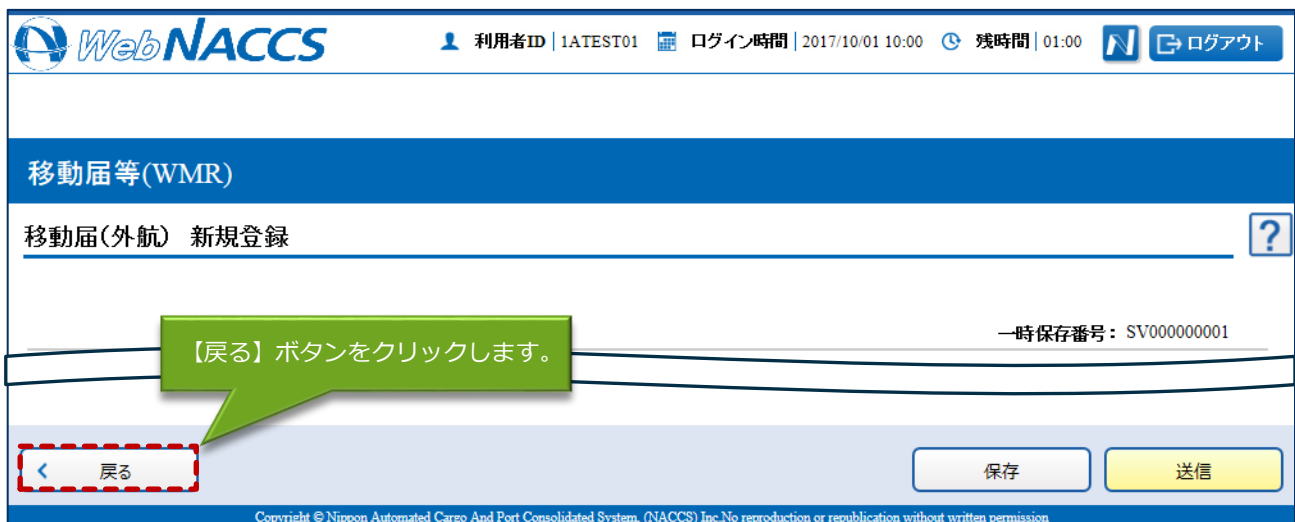 WebNACCS 利用者ID | 1ATEST01 ログイン時間 | 2017/10/01 10:00 残時間 | 01:00 N ログアウト
移動届等(WMR)
移動届(外航) 新規登録 ?
一時保存番号: SV000000001
【戻る】ボタンをクリックします。
< 戻る 保存 送信
Copyright © Nippon Automated Cargo And Port Consolidated System, (NACCS) Inc.No reproduction or republication without written permission